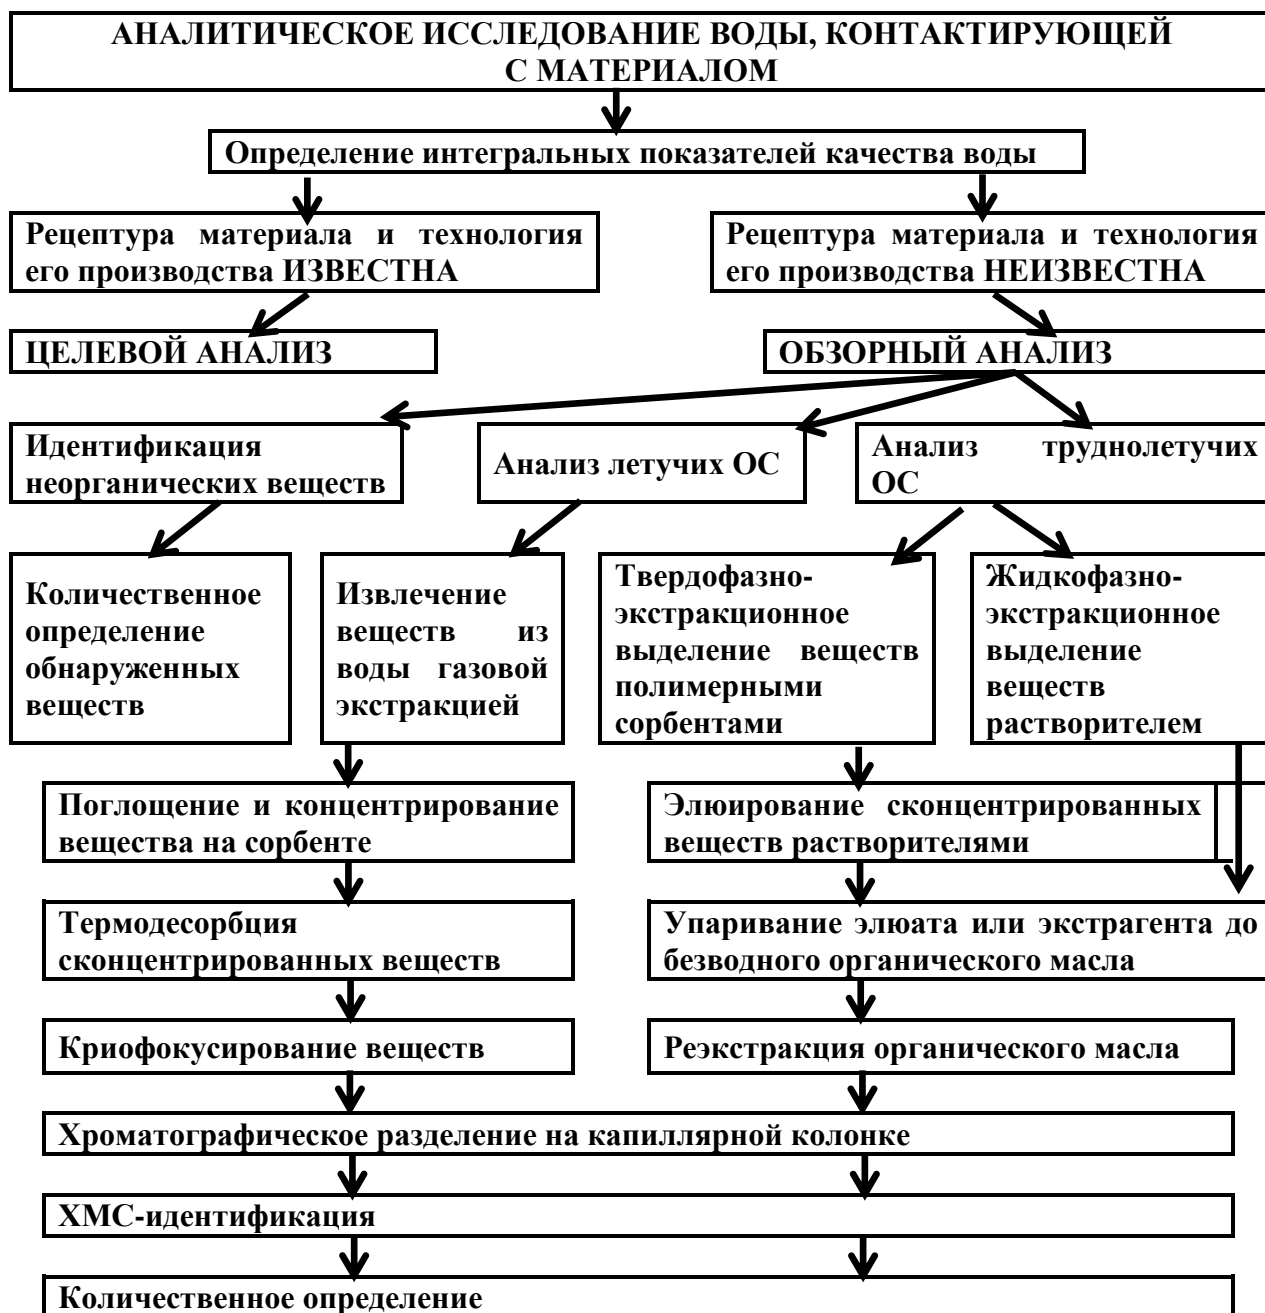 АНАЛИТИЧЕСКОЕ ИССЛЕДОВАНИЕ ВОДЫ, КОНТАКТИРУЮЩЕЙ
С МАТЕРИАЛОМ
Определение интегральных показателей качества воды
Рецептура материала и технология
его производства ИЗВЕСТНА
Рецептура материала и технология
его производства НЕИЗВЕСТНА
ЦЕЛЕВОЙ АНАЛИЗ
ОБЗОРНЫЙ АНАЛИЗ
Идентификация
неорганических веществ
Анализ летучих ОС
Анализ труднолетучих
ОС
Количественное
определение
обнаруженных
веществ
Извлечение
веществ из
воды газовой
экстракцией
Твердофазно-
экстракционное
выделение веществ
полимерными
сорбентами
Жидкофазно-
экстракционное
выделение
веществ
растворителем
Поглощение и концентрирование
вещества на сорбенте
Элюирование сконцентрированных
веществ растворителями
Термодесорбция
сконцентрированных веществ
Упаривание элюата или экстрагента до
безводного органического масла
Криофокусирование веществ
Реэкстракция органического масла
Хроматографическое разделение на капиллярной колонке
ХМС-идентификация
Количественное определение